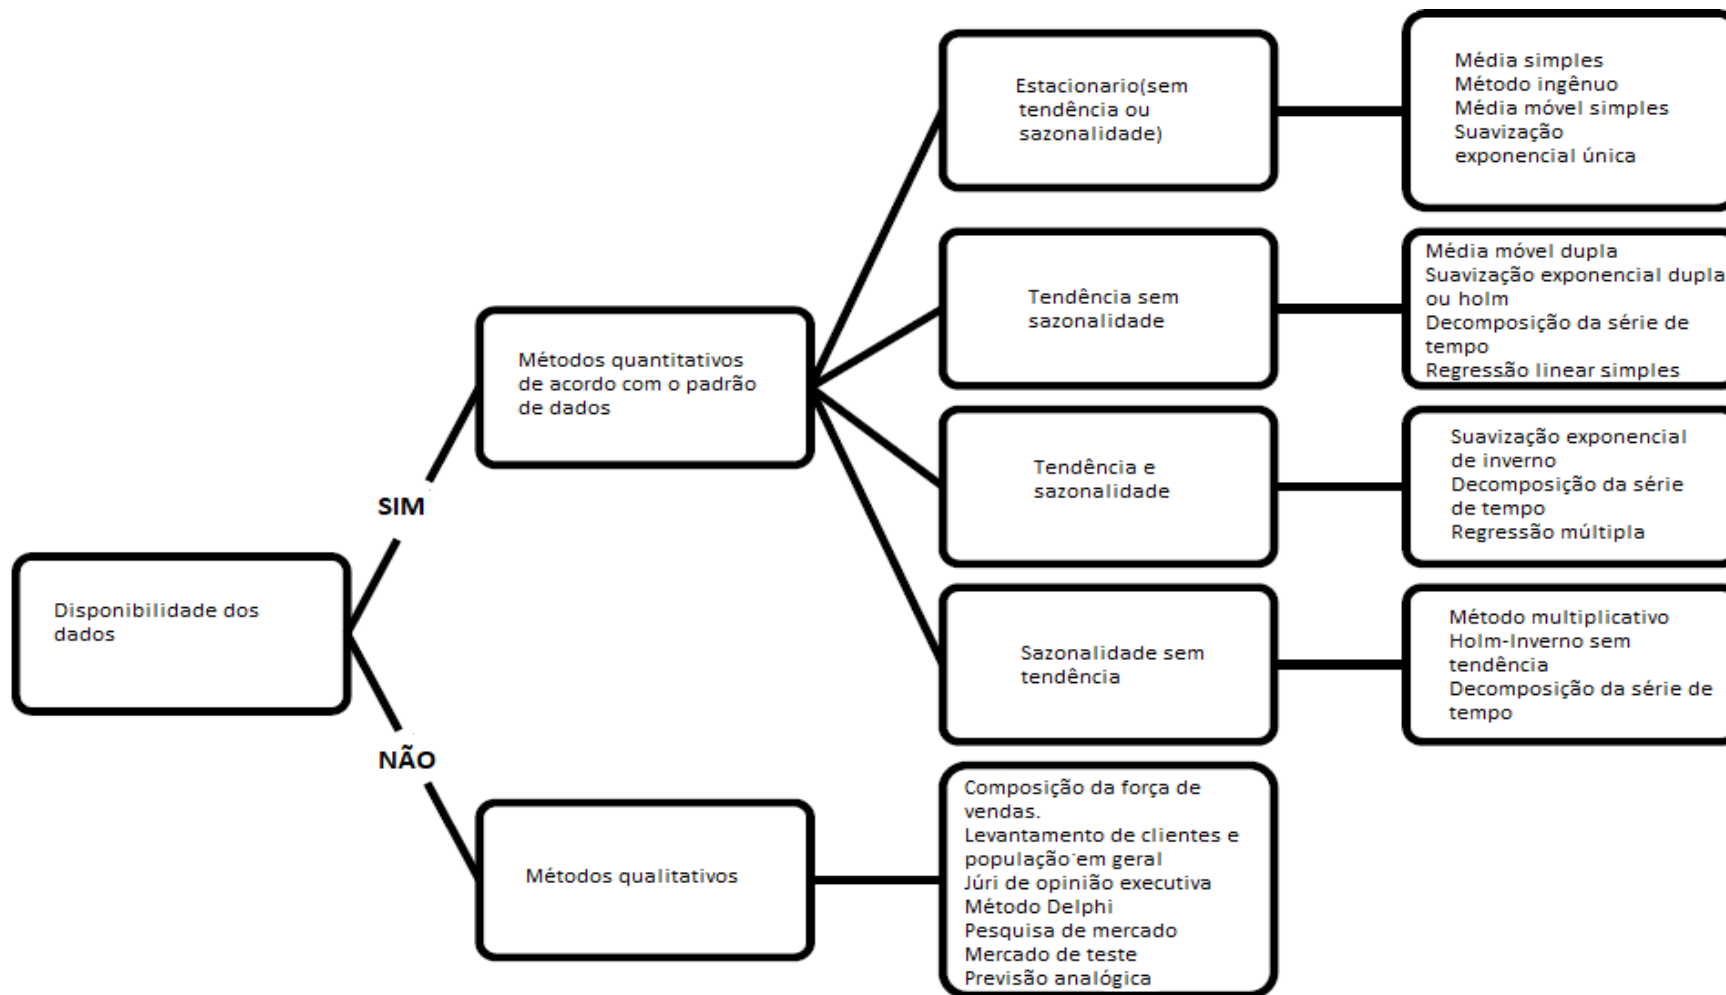 Disponibilidade dos
dados
SIM
NÃO
Métodos quantitativos
de acordo com o padrão
de dados
Métodos qualitativos
Estacionario(sem
tendência ou
sazonalidade)
Média simples
Método ingênuo
Média móvel simples
Suavização
exponencial única
Tendência sem
sazonalidade
Média móvel dupla
Suavização exponencial dupla
ou holm
Decomposição da série de
tempo
Regressão linear simples
Tendência e
sazonalidade
Suavização exponencial
de inverno
Decomposição da série
de tempo
Regressão múltipla
Sazonalidade sem
tendência
Método multiplicativo
Holm-Inverno sem
tendência
Decomposição da série de
tempo
Composição da força de
vendas.
Levantamento de clientes e
população em geral
Júri de opinião executiva
Método Delphi
Pesquisa de mercado
Mercado de teste
Previsão analógica